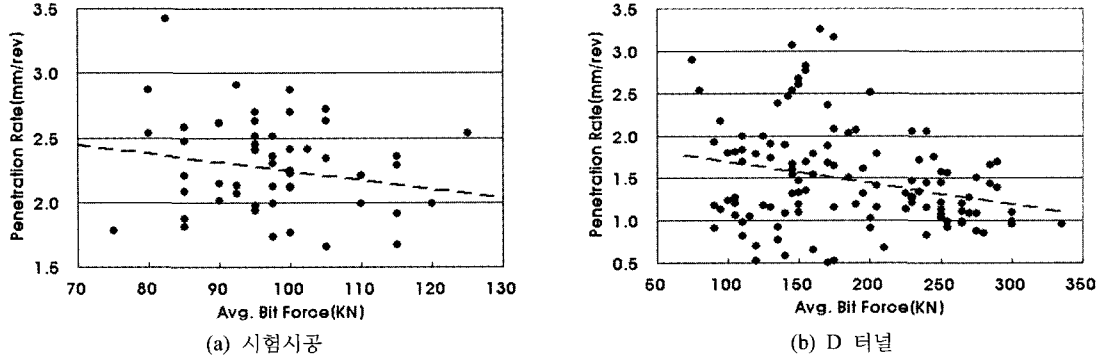 Penetration Rate(mm/rev)
3.5
3.0
2.5
2.0
1.5
70 80 90 100 110 120 130
Avg. Bit Force(KN)
(a) 시험시공
Penetration Rate(mm/rev)
3.5
3.0
2.5
2.0
1.5
1.0
0.5
50 100 150 200 250 300 350
Avg. Bit Force(KN)
(b) D 터널